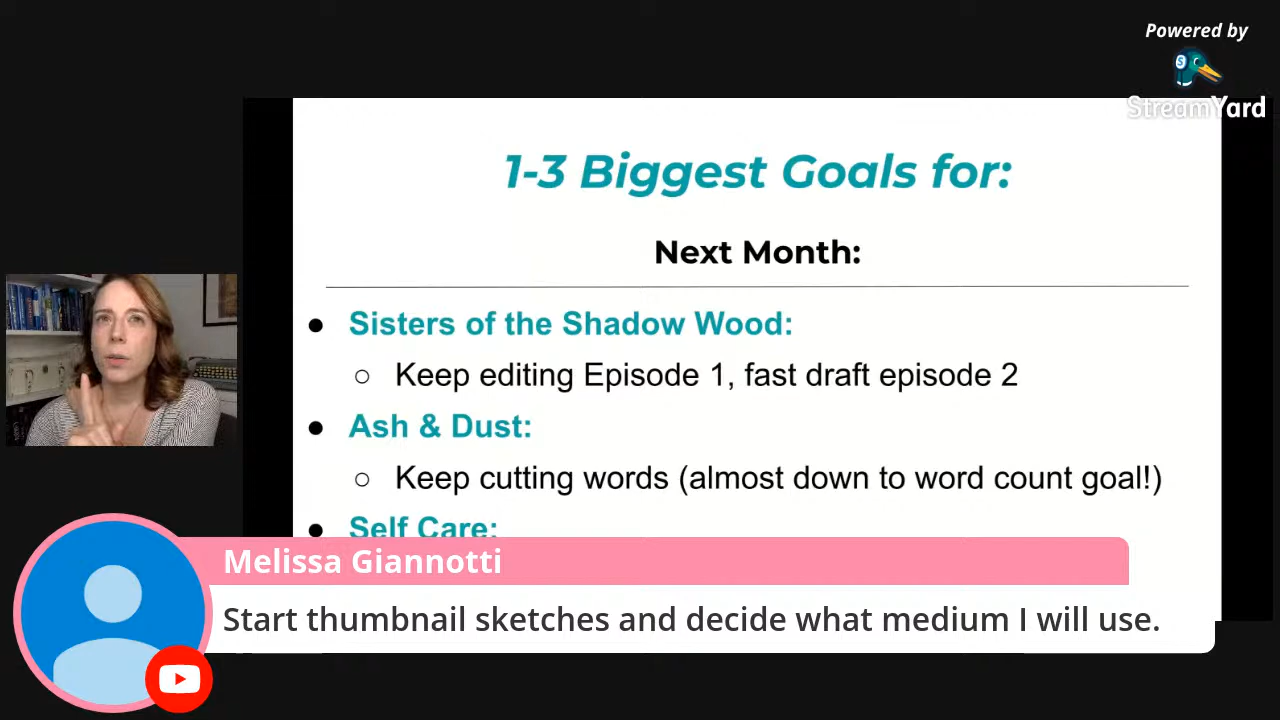 Powered by
StreamYard
1-3 Biggest Goals for:
Next Month:
● Sisters of the Shadow Wood:
○ Keep editing Episode 1, fast draft episode 2
● Ash & Dust:
○ Keep cutting words (almost down to word count goal!)
● Self Care:
Melissa Giannotti
Start thumbnail sketches and decide what medium I will use.